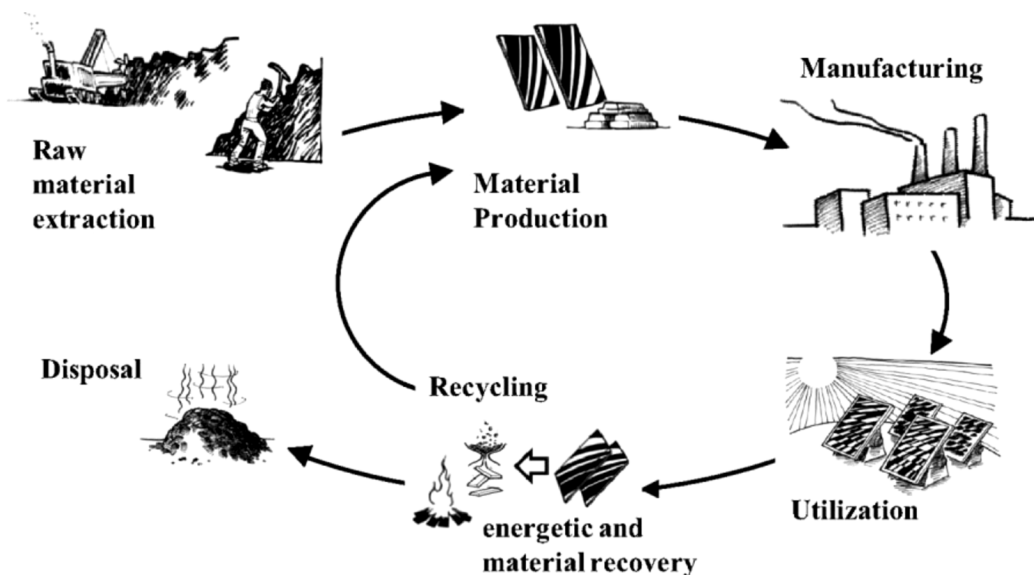 Raw
material
extraction
Material
Production
Manufacturing
Utilization
energetic and
material recovery
Recycling
Disposal